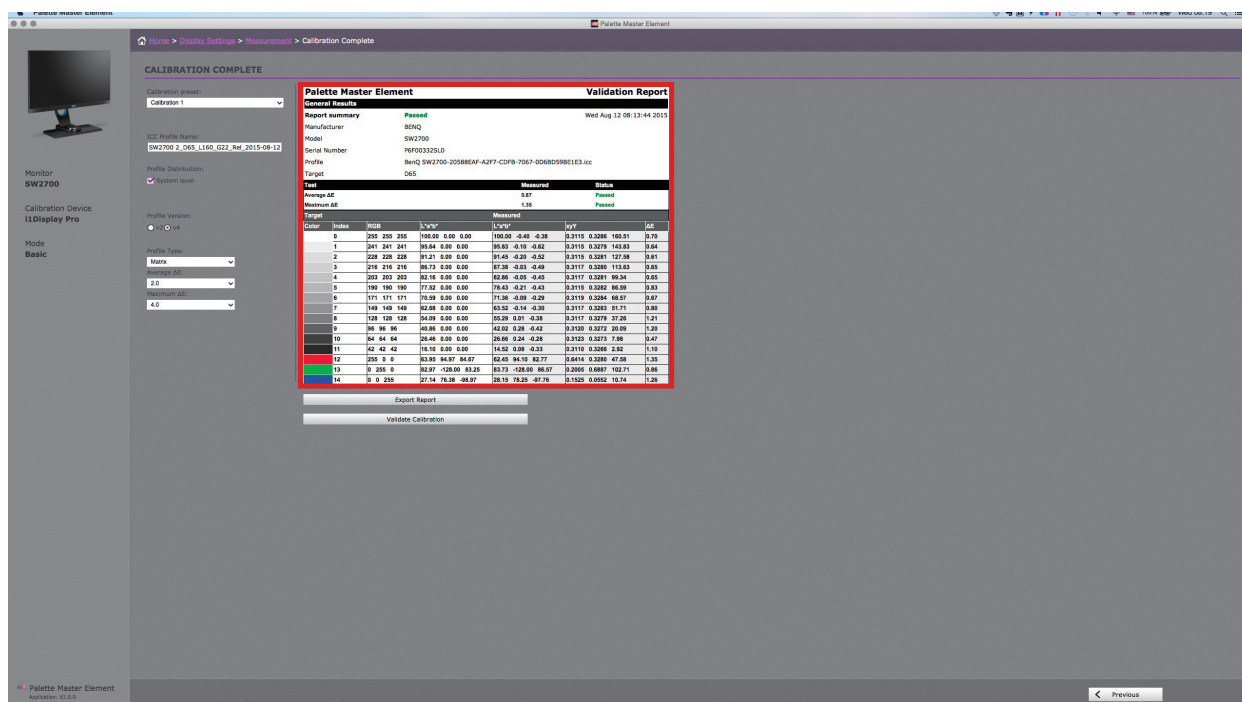 Palette Master Element
100%
Wed 08:19
Palette Master Element
Home > Display Settings > Measurement > Calibration Complete
CALIBRATION COMPLETE
Calibration preset:
Calibration 1
ICC Profile Name:
SW2700 2_D65_L160_G22_Rel_2015-08-12
Profile Distribution:
System level
Profile Version:
v2 v4
Profile Type:
Matrix
Average ΔE:
2.0
Maximum ΔE:
4.0
Monitor
SW2700
Calibration Device
i1Display Pro
Mode
Basic
Palette Master Element Validation Report
General Results
Report summary Passed Wed Aug 12 08:13:44 2015
Manufacturer BENQ
Model SW2700
Serial Number P6F00332SL0
Profile BenQ SW2700-20588EAF-A2F7-CDFB-7067-0D6BD59BE1E3.icc
Target D65
Test Measured Status
Average ΔE 0.87 Passed
Maximum ΔE 1.35 Passed
Target Measured
Color Index RGB L*a*b* L*a*b* xyY ΔE
0 255 255 255 100.00 0.00 0.00 100.00 -0.40 -0.38 0.3115 0.3286 160.51 0.70
1 241 241 241 95.64 0.00 0.00 95.83 -0.10 -0.62 0.3115 0.3279 143.83 0.64
2 228 228 228 91.21 0.00 0.00 91.45 -0.20 -0.52 0.3115 0.3281 127.58 0.61
3 216 216 216 86.73 0.00 0.00 87.38 -0.03 -0.49 0.3117 0.3280 113.63 0.65
4 203 203 203 82.16 0.00 0.00 82.86 -0.05 -0.45 0.3117 0.3281 99.34 0.65
5 190 190 190 77.52 0.00 0.00 78.43 -0.21 -0.43 0.3115 0.3282 86.59 0.83
6 171 171 171 70.59 0.00 0.00 71.36 -0.09 -0.29 0.3119 0.3284 68.57 0.67
7 149 149 149 62.68 0.00 0.00 63.52 -0.14 -0.30 0.3117 0.3283 51.71 0.80
8 128 128 128 54.09 0.00 0.00 55.29 0.01 -0.38 0.3117 0.3279 37.26 1.21
9 96 96 96 40.86 0.00 0.00 42.02 0.28 -0.42 0.3120 0.3272 20.09 1.20
10 64 64 64 26.46 0.00 0.00 26.66 0.24 -0.28 0.3123 0.3273 7.98 0.47
11 42 42 42 16.10 0.00 0.00 14.52 0.08 -0.33 0.3110 0.3266 2.92 1.10
12 255 0 0 63.95 94.97 84.67 62.45 94.10 82.77 0.6414 0.3280 47.58 1.35
13 0 255 0 82.97 -128.00 83.25 83.73 -128.00 86.57 0.2005 0.6887 102.71 0.86
14 0 0 255 27.14 76.38 -98.97 28.15 78.25 -97.76 0.1525 0.0552 10.74 1.26
Export Report
Validate Calibration
Palette Master Element
Application: V1.0.0
Previous